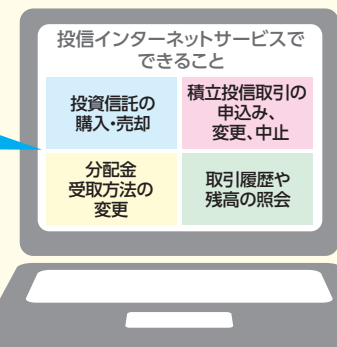 投信インターネットサービスで
できること
投資信託の
購入・売却
積立投信取引の
申込み、
変更、中止
分配金
受取方法の
変更
取引履歴や
残高の照会